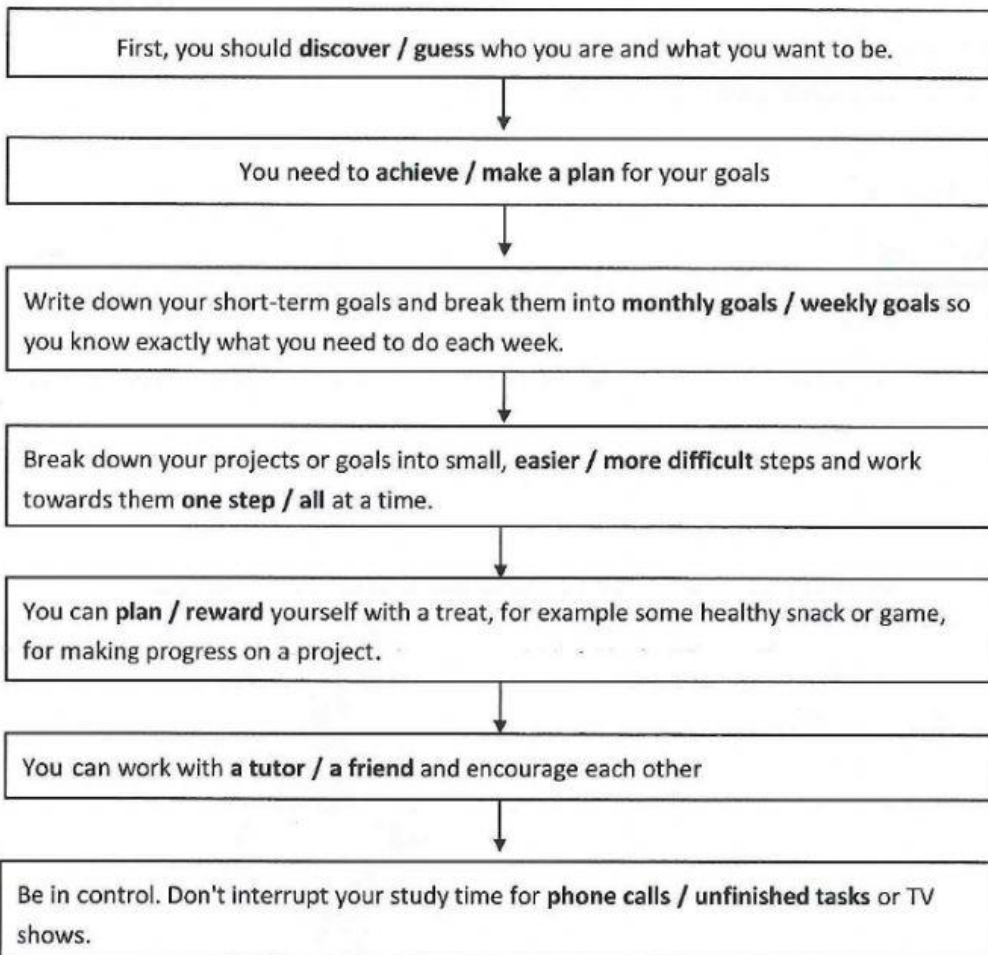 First, you should discover / guess who you are and what you want to be.
You need to achieve / make a plan for your goals
Write down your short-term goals and break them into monthly goals / weekly goals so
you know exactly what you need to do each week.
Break down your projects or goals into small, easier / more difficult steps and work
towards them one step / all at a time.
You can plan / reward yourself with a treat, for example some healthy snack or game,
for making progress on a project.
You can work with a tutor / a friend and encourage each other
Be in control. Don't interrupt your study time for phone calls / unfinished tasks or TV
shows.